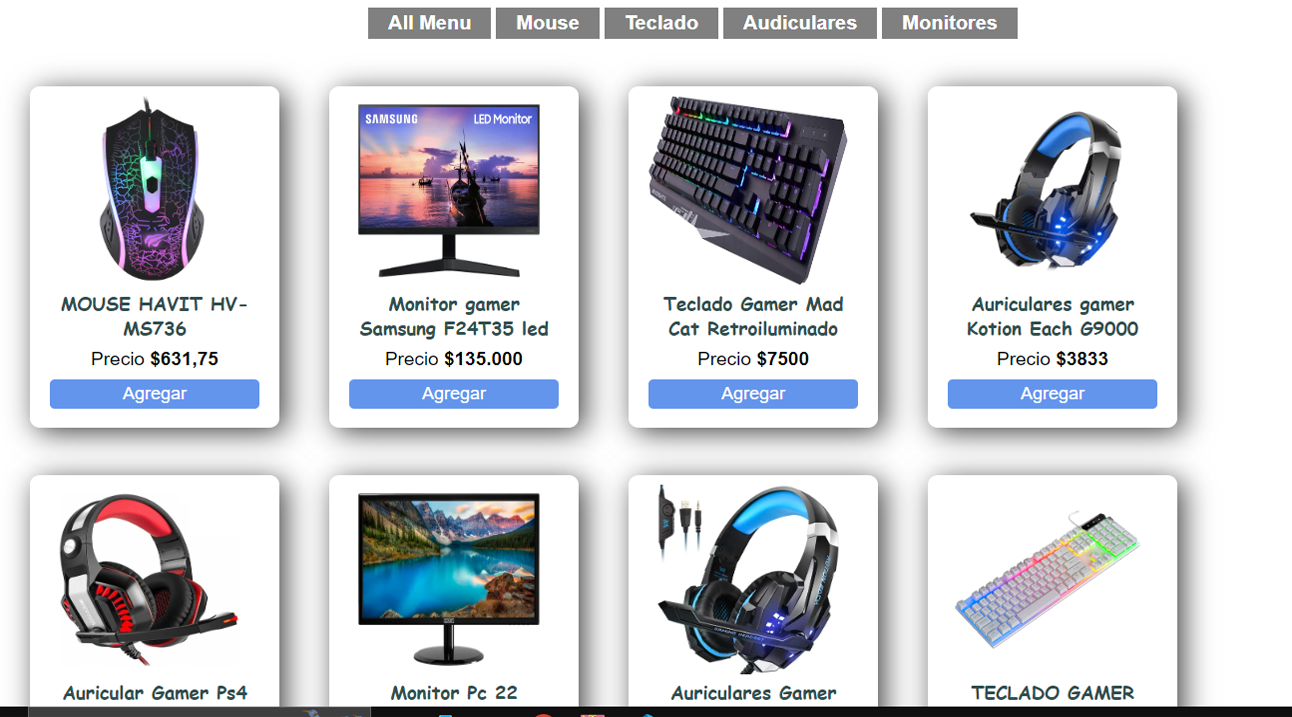 All Menu Mouse Teclado Audiculares Monitores
SAMSUNG LED Monitor
MOUSE HAVIT HV-
MS736
Precio $631,75
Agregar
Monitor gamer
Samsung F24T35 led
Precio $135.000
Agregar
Teclado Gamer Mad
Cat Retroiluminado
Precio $7500
Agregar
Auriculares gamer
Kotion Each G9000
Precio $3833
Agregar
Auricular Gamer Ps4
Monitor Pc 22
Auriculares Gamer
TECLADO GAMER